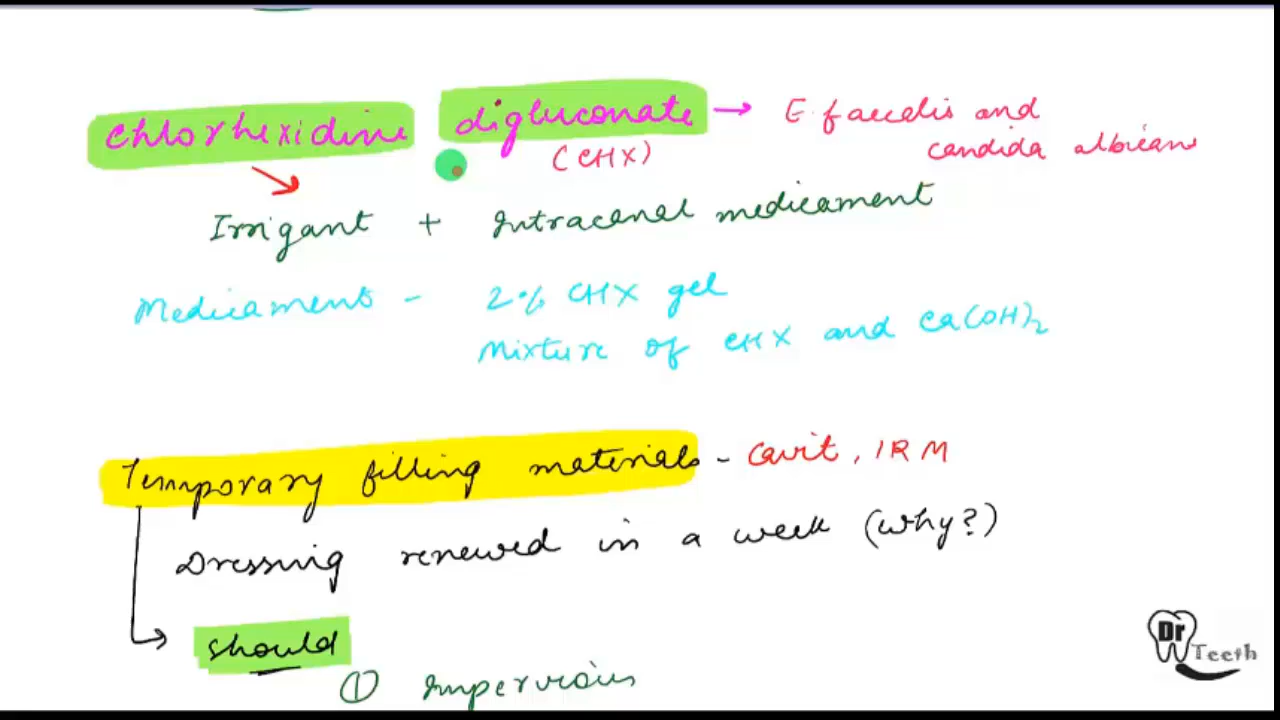 Chlorhexidine digluconate → E. faecalis and
(CHX) candida albicans
Irrigant + Intracanal medicament
Medicament - 2% CHX gel
Mixture of CHX and Ca(OH)2
Temporary filling materials - Cavit, IRM
Dressing renewed in a week (why?)
should
① Impervious
Dr Teeth